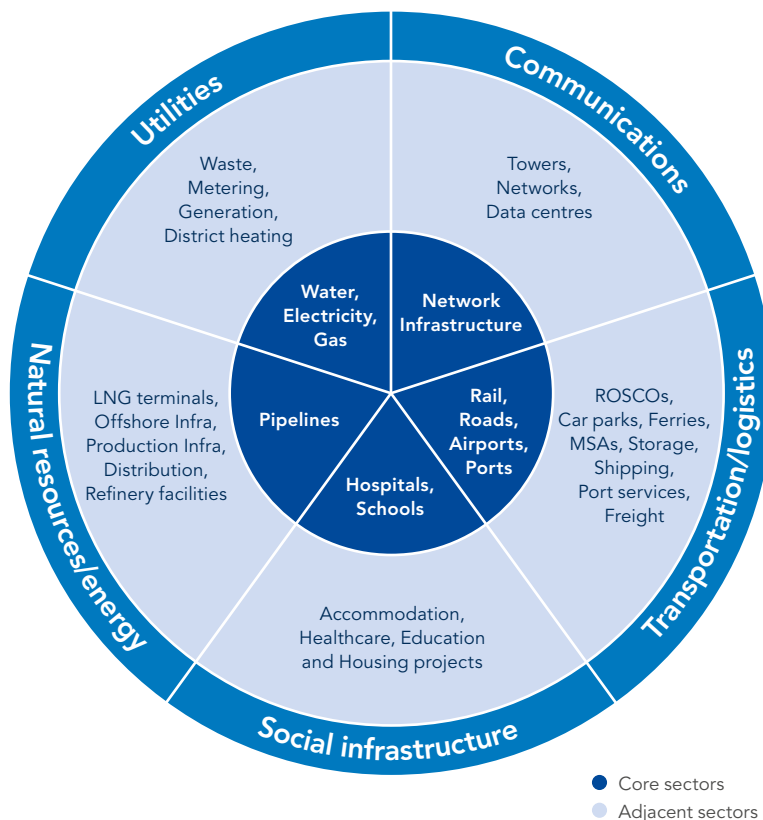 Utilities
Communications
Waste,
Metering,
Generation,
District heating
Towers,
Networks,
Data centres
Water,
Electricity,
Gas
Network
Infrastructure
Natural resources/energy
LNG terminals,
Offshore Infra,
Production Infra,
Distribution,
Refinery facilities
Pipelines
Rail,
Roads,
Airports,
Ports
ROSCOs,
Car parks, Ferries,
MSAs, Storage,
Shipping,
Port services,
Freight
Transportation/logistics
Hospitals,
Schools
Accommodation,
Healthcare, Education
and Housing projects
Social infrastructure
Core sectors
Adjacent sectors